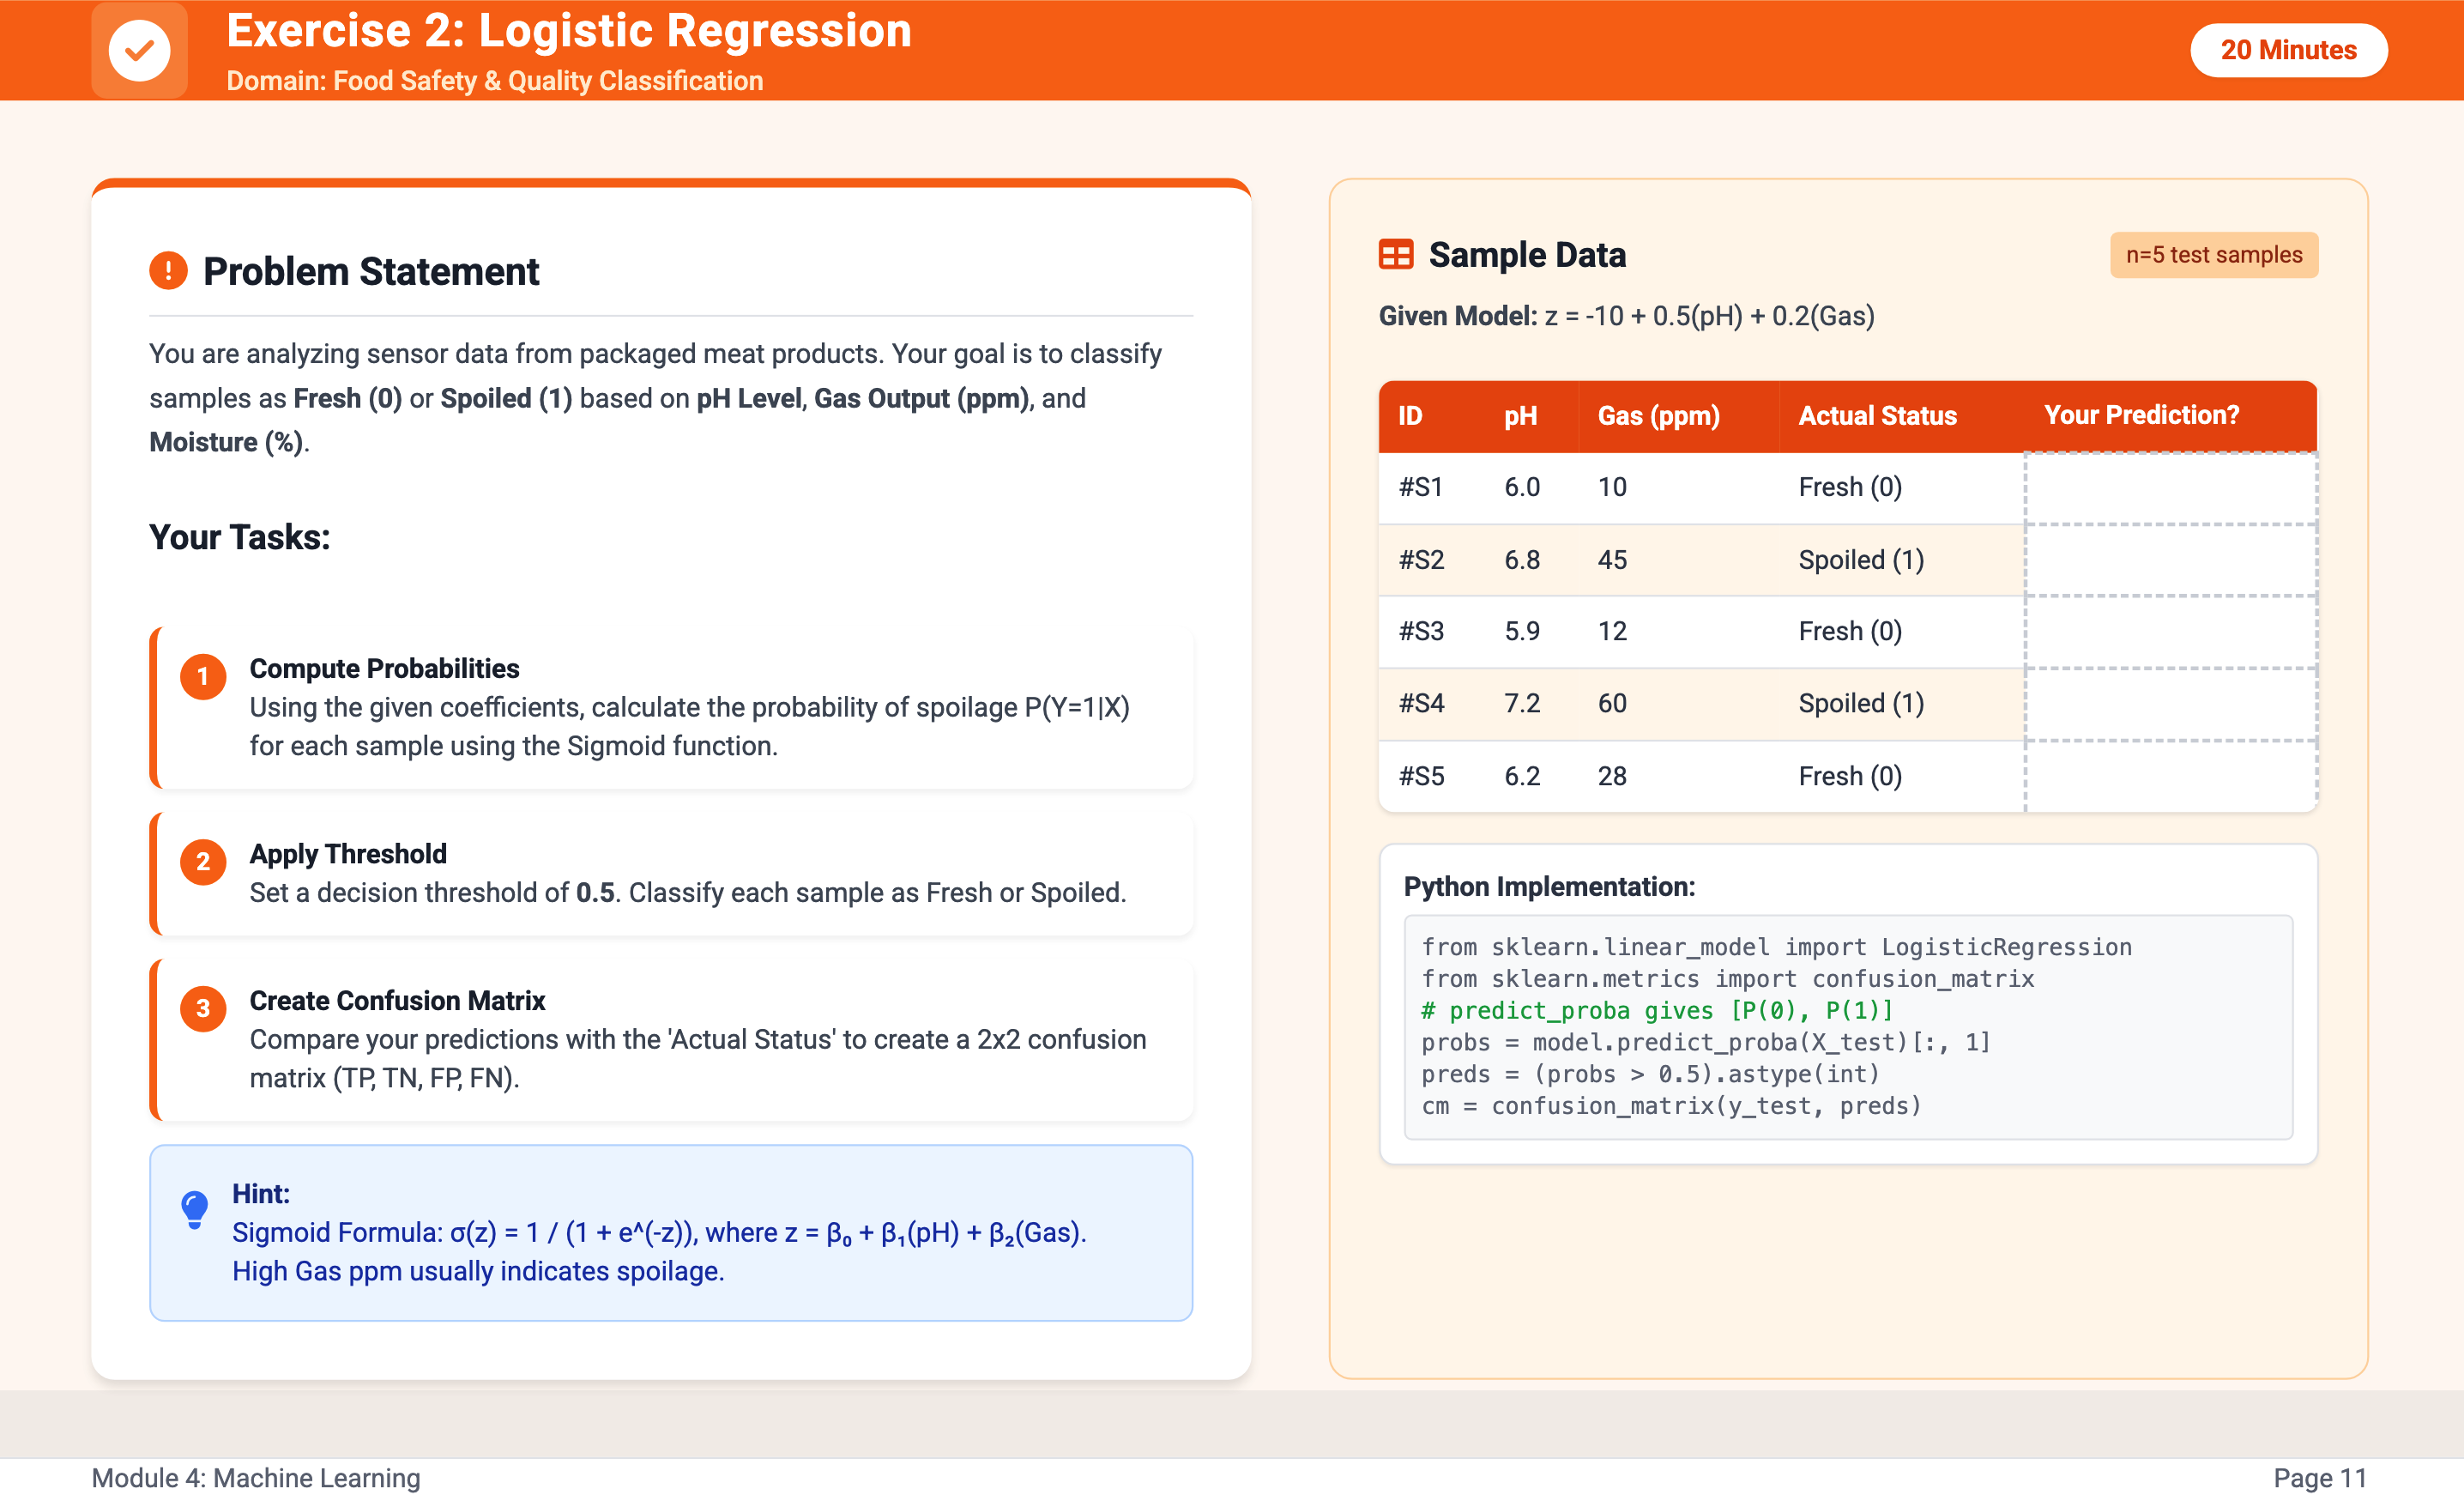 Exercise 2: Logistic Regression
Domain: Food Safety & Quality Classification
20 Minutes
Problem Statement
You are analyzing sensor data from packaged meat products. Your goal is to classify
samples as Fresh (0) or Spoiled (1) based on pH Level, Gas Output (ppm), and
Moisture (%).
Your Tasks:
1
Compute Probabilities
Using the given coefficients, calculate the probability of spoilage P(Y=1|X)
for each sample using the Sigmoid function.
2
Apply Threshold
Set a decision threshold of 0.5. Classify each sample as Fresh or Spoiled.
3
Create Confusion Matrix
Compare your predictions with the 'Actual Status' to create a 2x2 confusion
matrix (TP, TN, FP, FN).
Hint:
Sigmoid Formula: σ(z) = 1 / (1 + e^(-z)), where z = β₀ + β₁(pH) + β₂(Gas).
High Gas ppm usually indicates spoilage.
Sample Data
n=5 test samples
Given Model: z = -10 + 0.5(pH) + 0.2(Gas)
ID pH Gas (ppm) Actual Status Your Prediction?
#S1 6.0 10 Fresh (0)
#S2 6.8 45 Spoiled (1)
#S3 5.9 12 Fresh (0)
#S4 7.2 60 Spoiled (1)
#S5 6.2 28 Fresh (0)
Python Implementation:
from sklearn.linear_model import LogisticRegression
from sklearn.metrics import confusion_matrix
# predict_proba gives [P(0), P(1)]
probs = model.predict_proba(X_test)[:, 1]
preds = (probs > 0.5).astype(int)
cm = confusion_matrix(y_test, preds)
Module 4: Machine Learning
Page 11